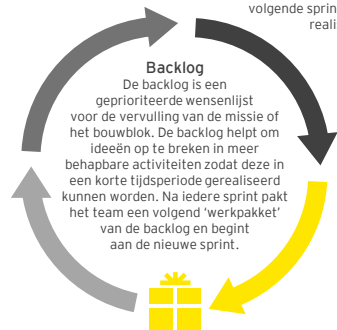 volgende sprin
reali
Backlog
De backlog is een
geprioriteerde wensenlijst
voor de vervulling van de missie of
het bouwblok. De backlog helpt om
ideeën op te breken in meer
behapbare activiteiten zodat deze in
een korte tijdsperiode gerealiseerd
kunnen worden. Na iedere sprint pakt
het team een volgend ‘werkpakket’
van de backlog en begint
aan de nieuwe sprint.